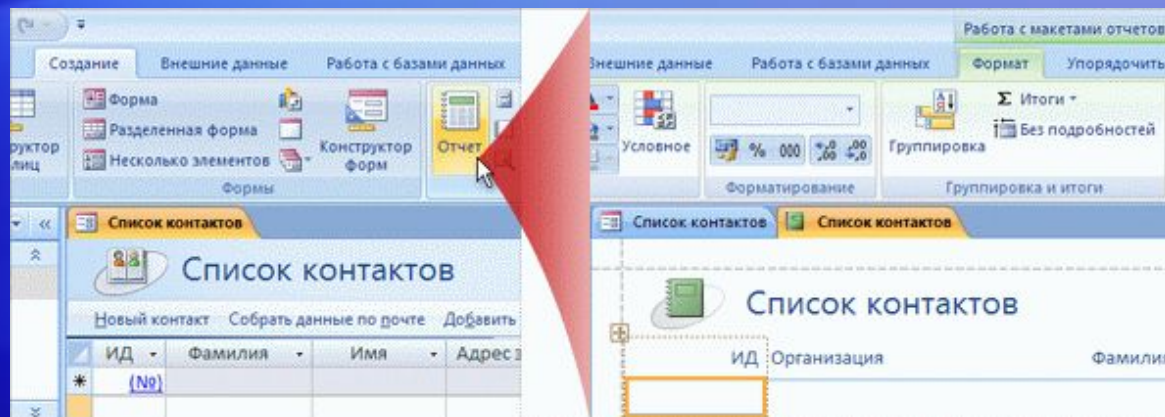 Создание Внешние данные Работа с базами данных
Форма
Разделенная форма
Несколько элементов
Конструктор
форм
Отчет
Формы
Список контактов
Список контактов
Новый контакт Собрать данные по почте Добавить
ИД Фамилия Имя Адрес
* (№)
Работа с макетами отчетов
Внешние данные Работа с базами данных Формат Упорядочить
Условное
% 000
Форматирование
Группировка
Σ Итоги
Без подробностей
Группировка и итоги
Список контактов Список контактов
Список контактов
ИД Организация